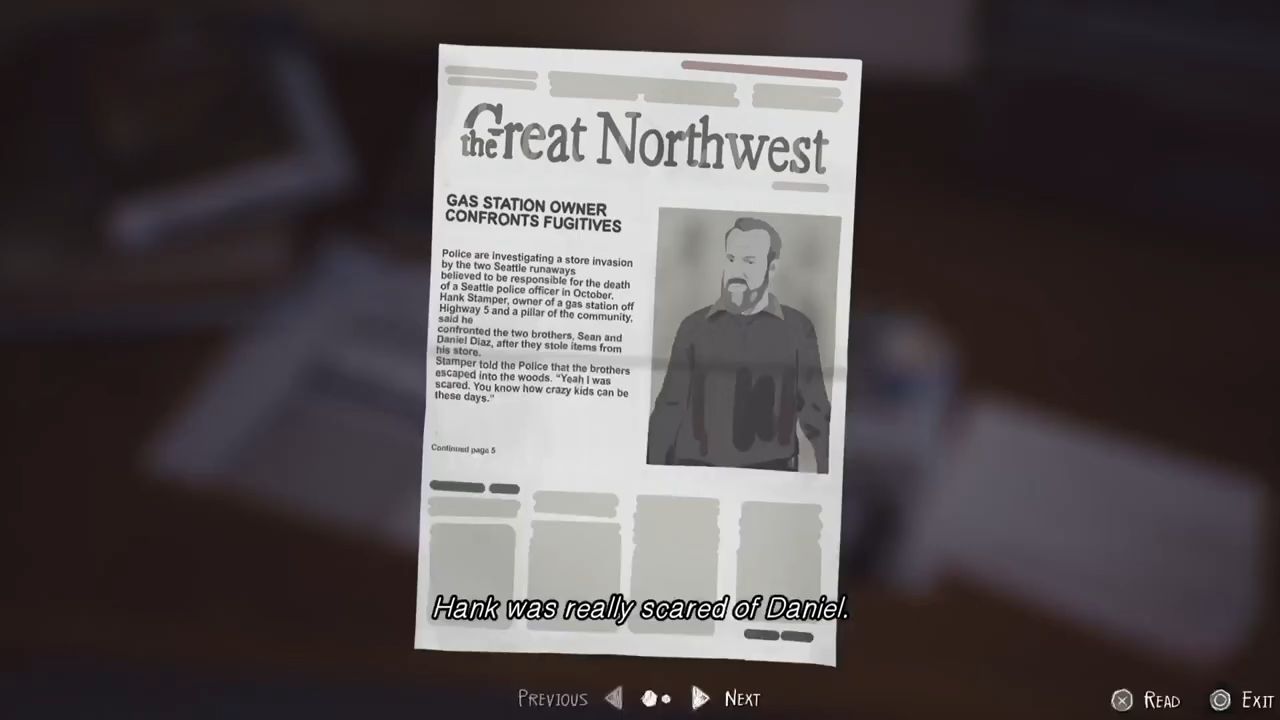 the Great Northwest
GAS STATION OWNER
CONFRONTS FUGITIVES
Police are investigating a store invasion
by the two Seattle runaways
believed to be responsible for the death
of a Seattle police officer in October.
Hank Stamper, owner of a gas station off
Highway 5 and a pillar of the community,
said he
confronted the two brothers, Sean and
Daniel Diaz, after they stole items from
his store.
Stamper told the Police that the brothers
escaped into the woods. "Yeah I was
scared. You know how crazy kids can be
these days."
Continued page 5
Hank was really scared of Daniel.
PREVIOUS NEXT READ EXIT